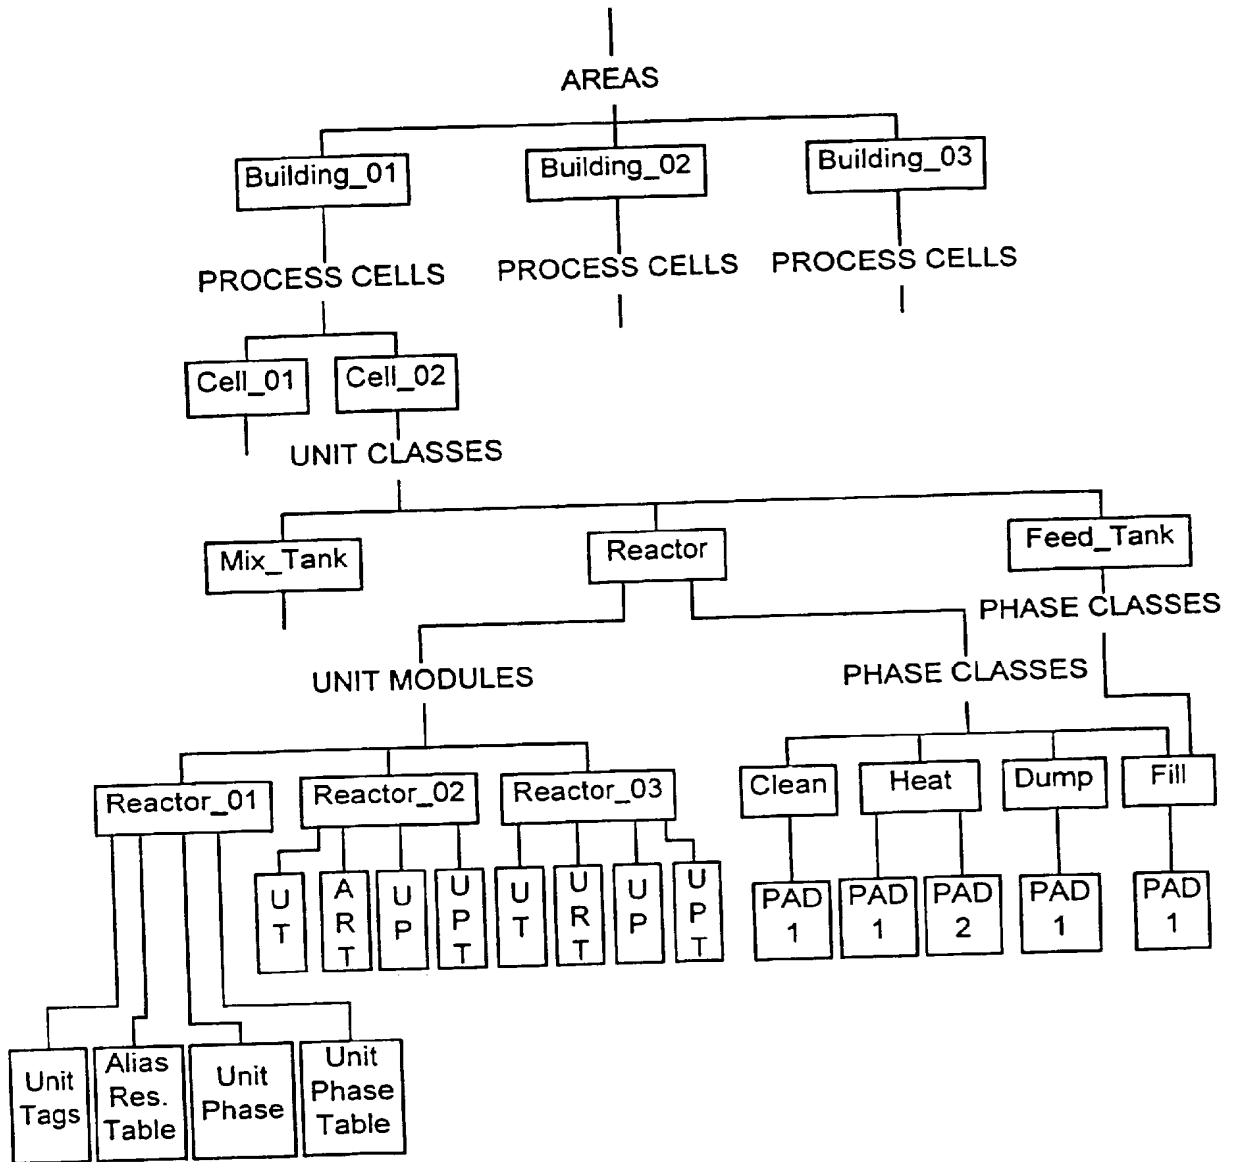 AREAS
Building_01
Building_02
Building_03
PROCESS CELLS
PROCESS CELLS
PROCESS CELLS
Cell_01
Cell_02
UNIT CLASSES
Mix_Tank
Reactor
Feed_Tank
PHASE CLASSES
UNIT MODULES
PHASE CLASSES
Reactor_01
Reactor_02
Reactor_03
Clean
Heat
Dump
Fill
U
T
A
R
T
U
P
U
P
T
U
T
U
R
T
U
P
U
P
T
PAD
1
PAD
1
PAD
2
PAD
1
PAD
1
Unit
Tags
Alias
Res.
Table
Unit
Phase
Unit
Phase
Table